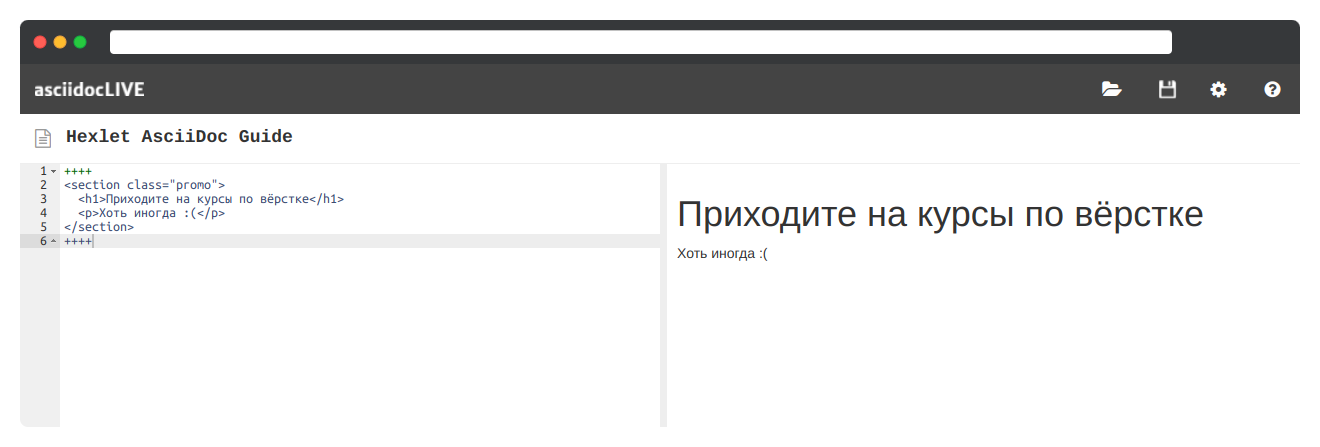 asciidocLIVE
Hexlet AsciiDoc Guide
1 ++++
2 <section class="promo">
3   <h1>Приходите на курсы по вёрстке</h1>
4   <p>Хоть иногда :(</p>
5 </section>
6 ++++
Приходите на курсы по вёрстке
Хоть иногда :(